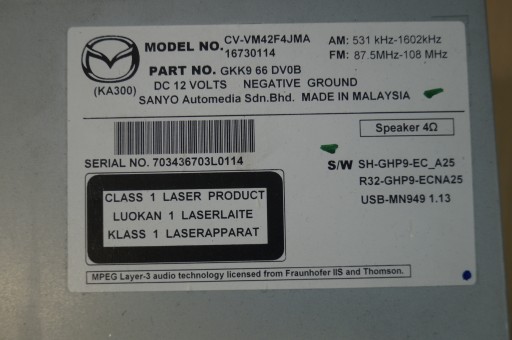 MODEL NO. CV-VM42F4JMA
16730114
AM: 531 kHz-1602kHz
FM: 87.5MHz-108 MHz
PART NO. GKK9 66 DV0B
(KA300)
DC 12 VOLTS NEGATIVE GROUND
SANYO Automedia Sdn.Bhd. MADE IN MALAYSIA
Speaker 4Ω
SERIAL NO. 703436703L0114
S/W SH-GHP9-EC_A25
R32-GHP9-ECNA25
USB-MN949 1.13
CLASS 1 LASER PRODUCT
LUOKAN 1 LASERLAITE
KLASS 1 LASERAPPARAT
MPEG Layer-3 audio technology licensed from Fraunhofer IIS and Thomson.